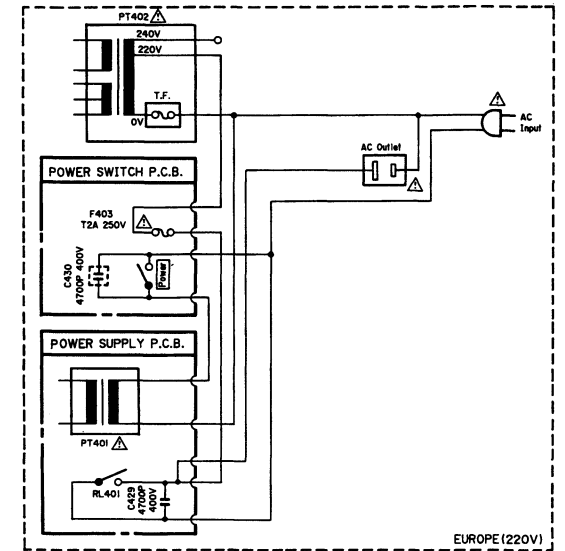 PT402
240V
220V
T.F.
0V
AC
Input
AC Outlet
POWER SWITCH P.C.B.
F403
T2A 250V
C430
4700P 400V
Power
POWER SUPPLY P.C.B.
PT401
RL401
C429
4700P
400V
EUROPE(220V)